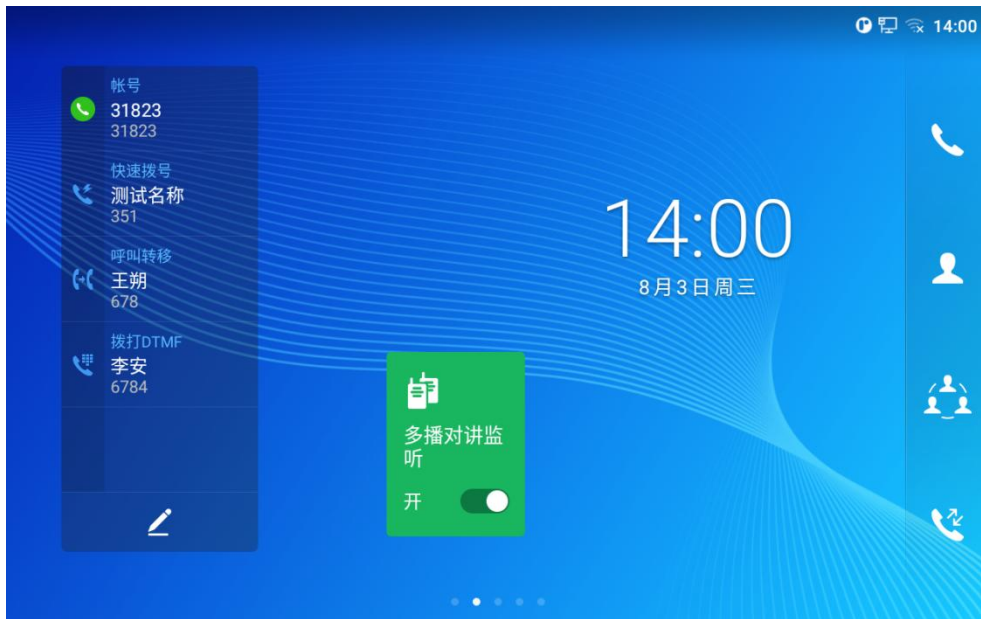 14:00
帐号
31823
31823
快速拨号
测试名称
351
呼叫转移
王朔
678
拨打DTMF
李安
6784
14:00
8月3日周三
多播对讲监
听
开